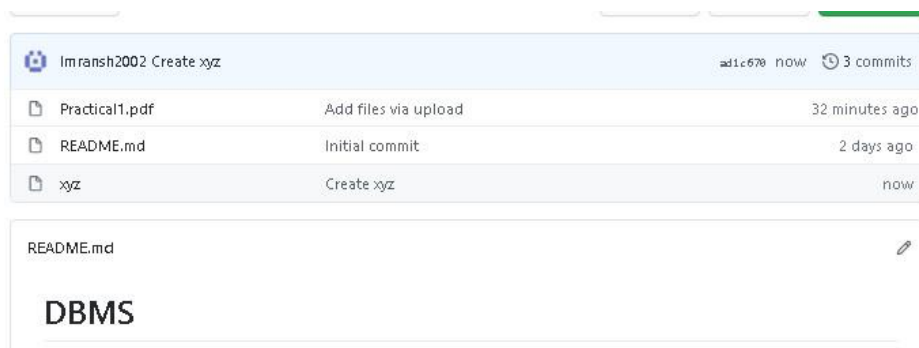 Imransh2002 Create xyz ad1c670 now 3 commits
Practical1.pdf Add files via upload 32 minutes ago
README.md Initial commit 2 days ago
xyz Create xyz now
README.md
DBMS